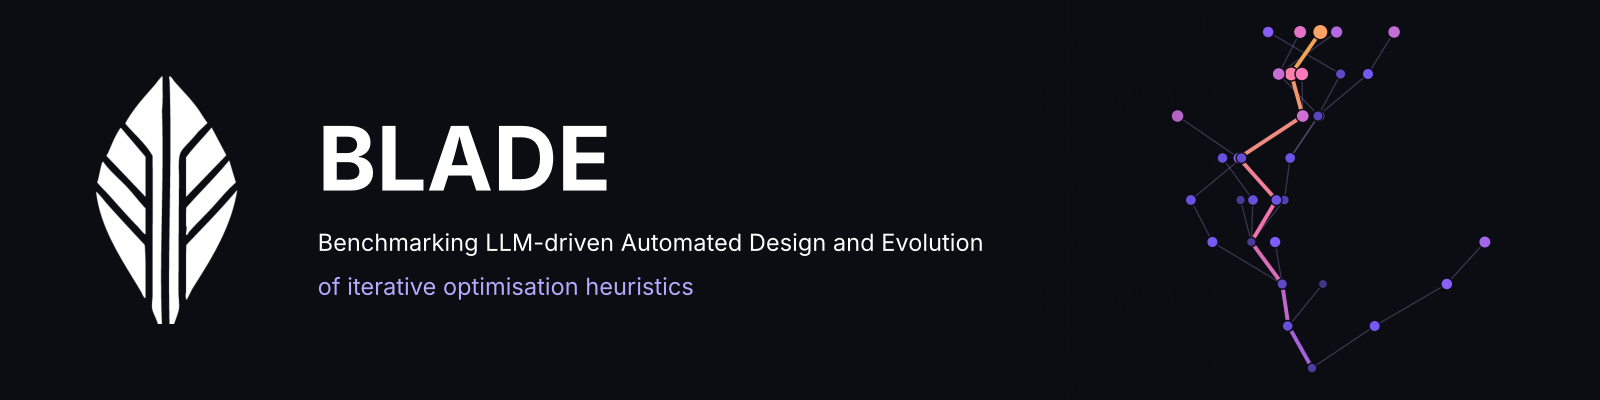 BLADE
Benchmarking LLM-driven Automated Design and Evolution
of iterative optimisation heuristics